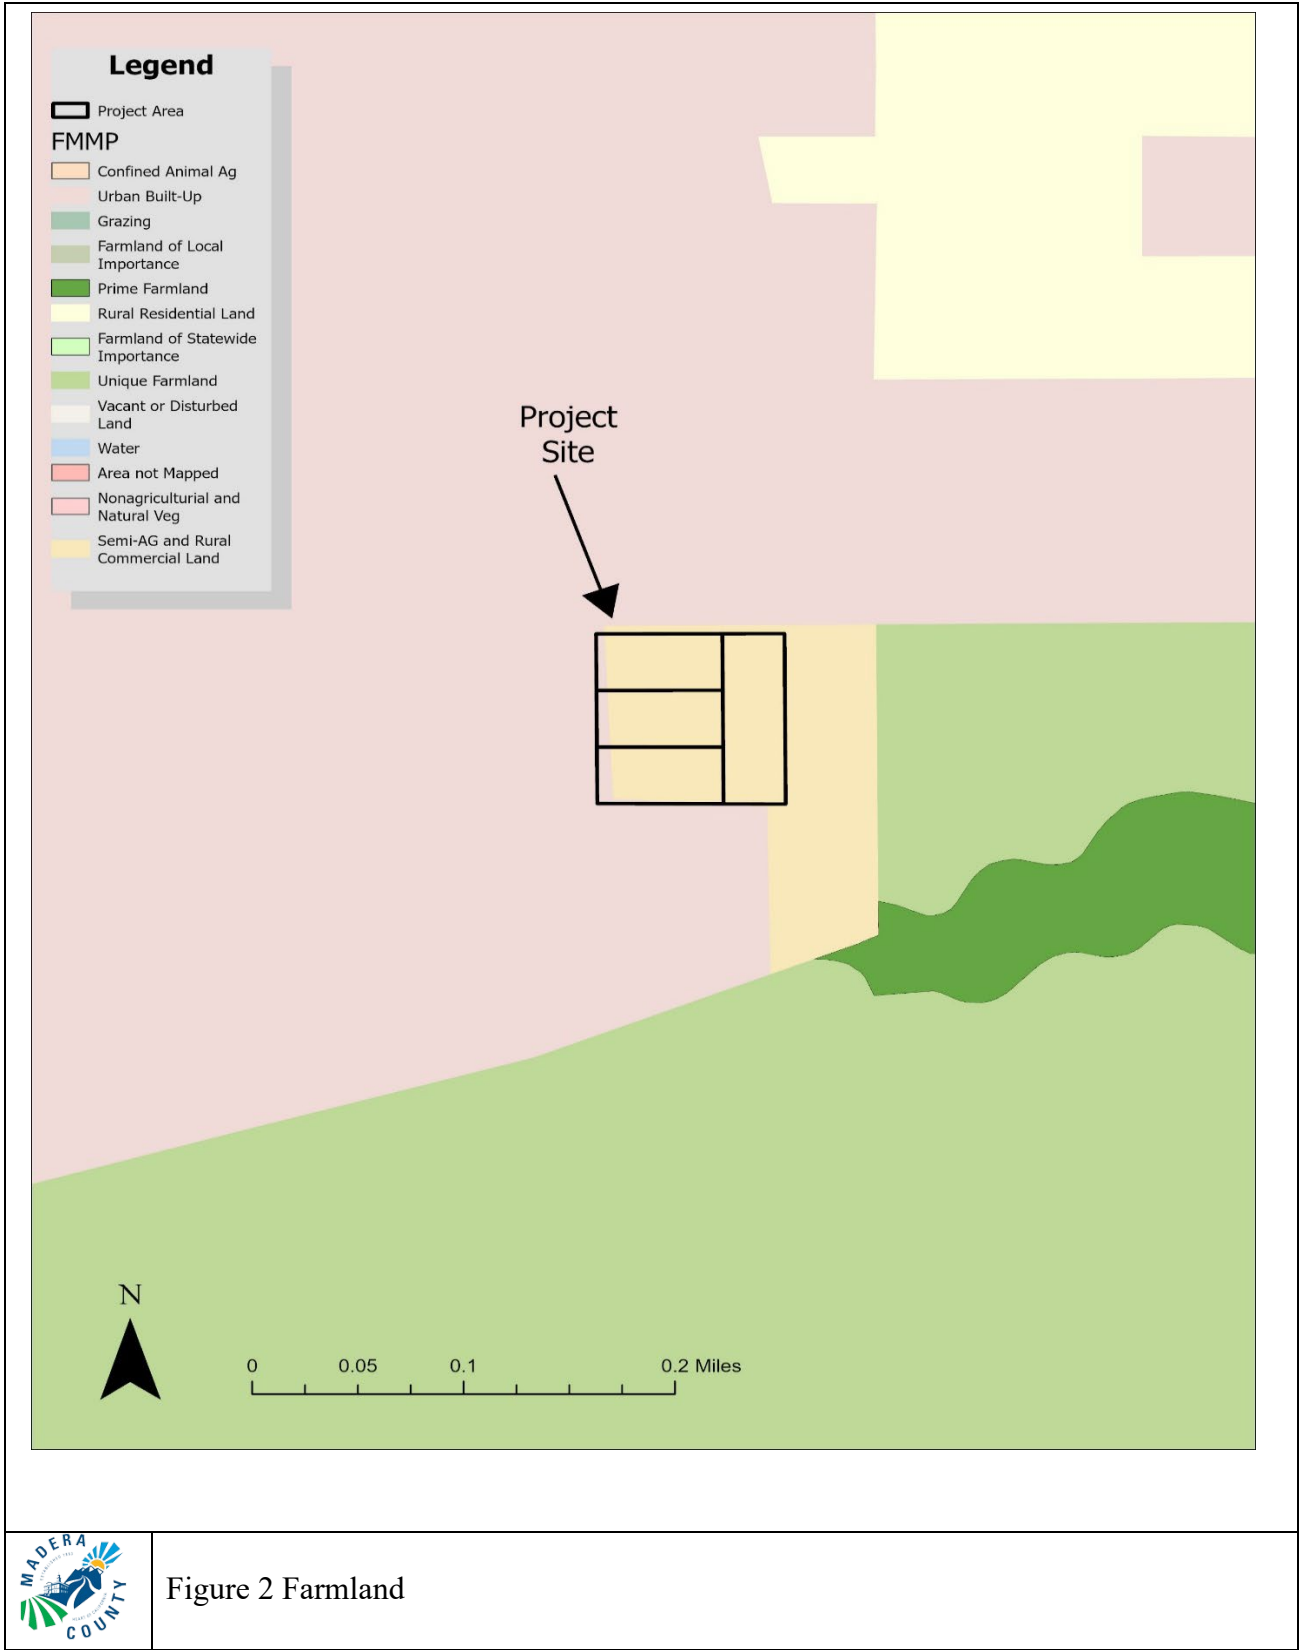 Legend
Project Area
FMMP
Confined Animal Ag
Urban Built-Up
Grazing
Farmland of Local
Importance
Prime Farmland
Rural Residential Land
Farmland of Statewide
Importance
Unique Farmland
Vacant or Disturbed
Land
Water
Area not Mapped
Nonagriculturial and
Natural Veg
Semi-AG and Rural
Commercial Land
Project
Site
N
0 0.05 0.1 0.2 Miles
MADERA
COUNTY
Figure 2 Farmland